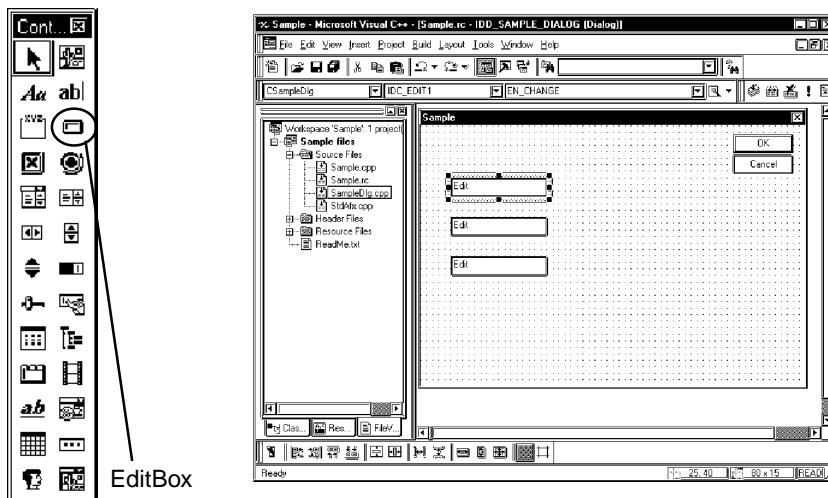 Cont...
Aa ab|
XYZ
ab
EditBox
Sample - Microsoft Visual C++ - [Sample.rc - IDD_SAMPLE_DIALOG (Dialog)]
File Edit View Insert Project Build Layout Tools Window Help
CSampleDlg IDC_EDIT1 EN_CHANGE
Workspace 'Sample': 1 project(
Sample files
Source Files
Sample.cpp
Sample.rc
SampleDlg.cpp
StdAfx.cpp
Header Files
Resource Files
ReadMe.txt
Clas... Res... FileV...
Sample
OK
Cancel
Edit
Edit
Edit
Ready 25, 40 80 x 15 READ